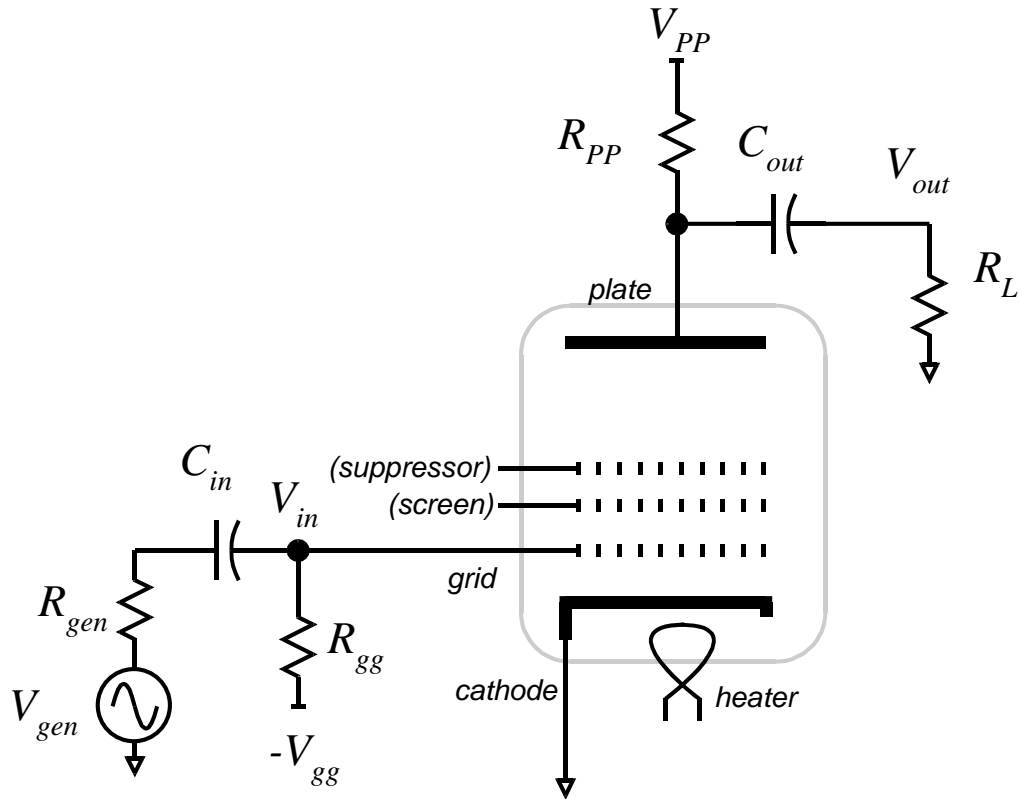 V_PP
R_PP
C_out
V_out
R_L
plate
(suppressor)
C_in
V_in
(screen)
grid
R_gen
R_gg
cathode
heater
V_gen
-V_gg